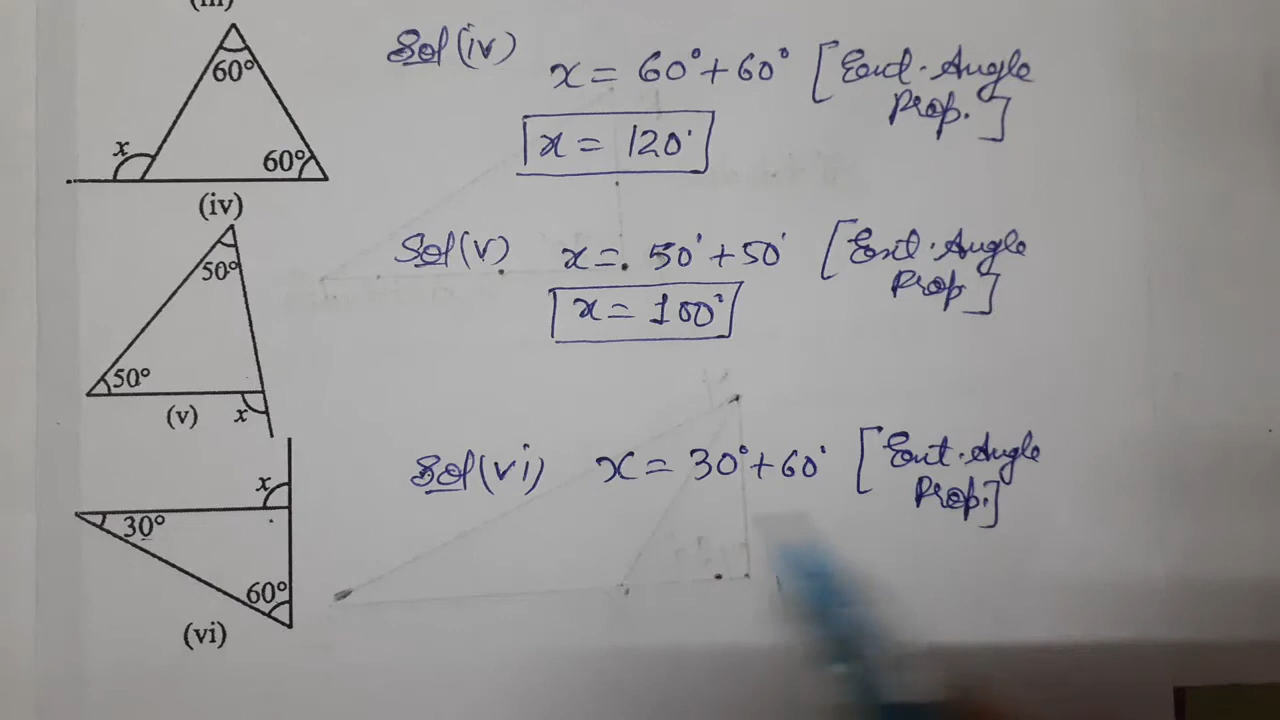 (iii)
60°
x
60°
(iv)
Sol (iv) x = 60° + 60° [Ext. Angle
Prop.]
x = 120°
50°
50°
x
(v)
Sol (v) x = 50° + 50° [Ext. Angle
Prop]
x = 100°
x
30°
60°
(vi)
Sol (vi) x = 30° + 60° [Ext. Angle
Prop.]